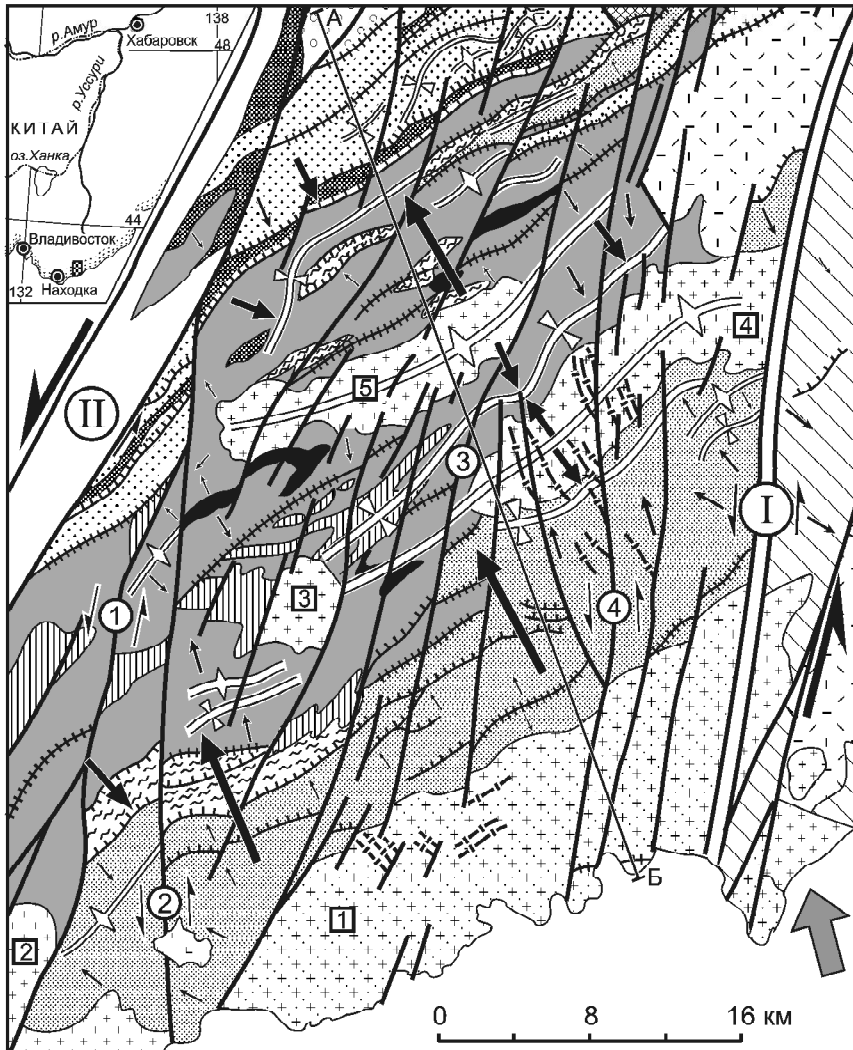 р.Амур
138
Хабаровск
48
р.Уссури
КИТАЙ
оз.Ханка
44
Владивосток
132
Находка
А
II
4
5
3
I
1
3
4
2
1
2
Б
0
8
16 км